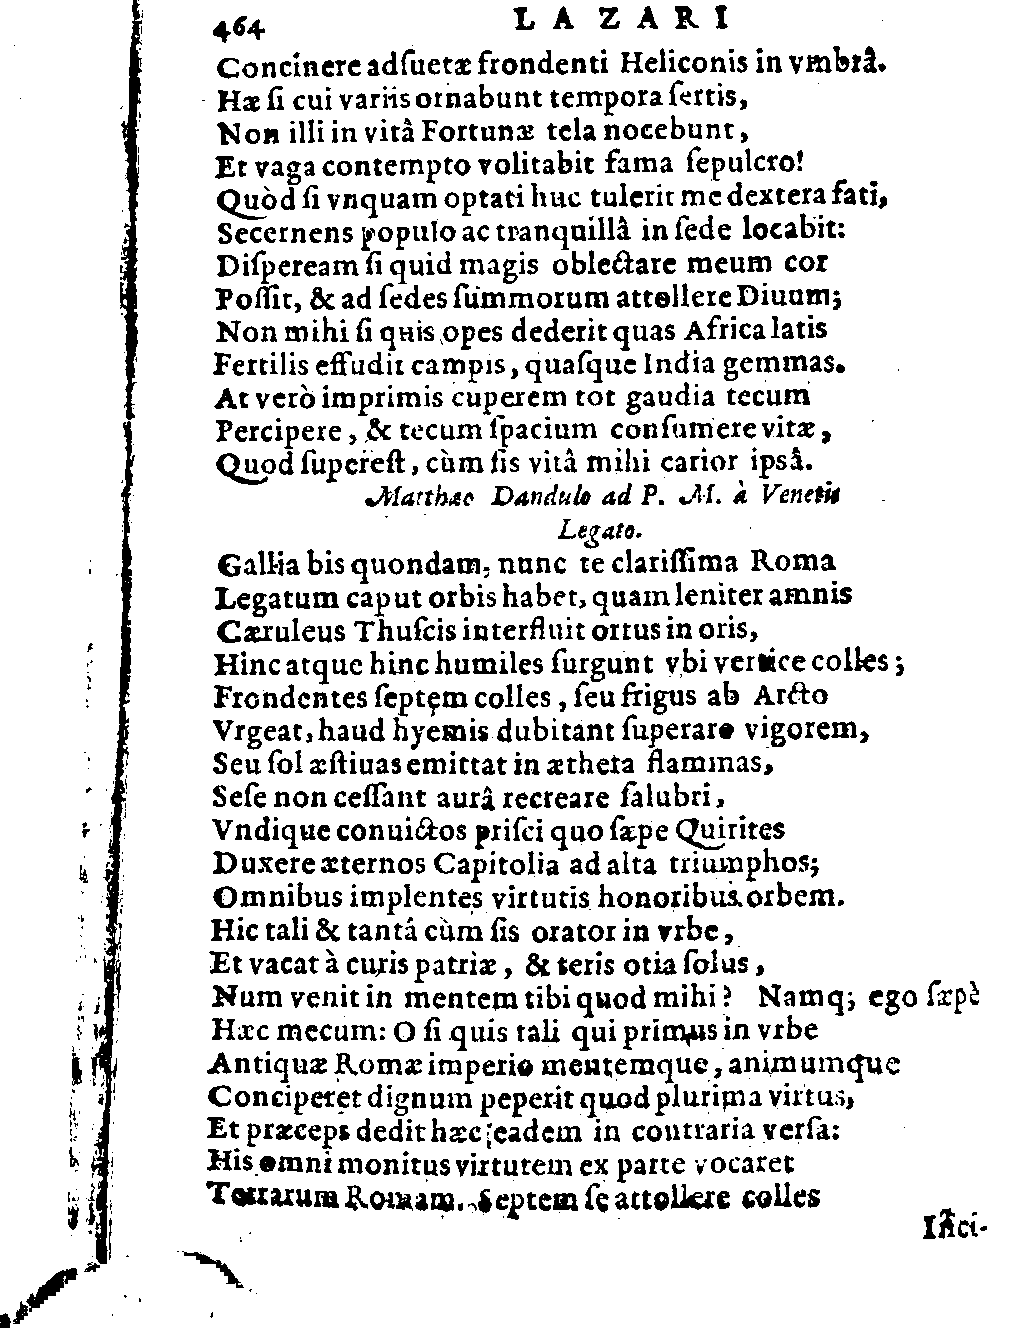 464 LAZARI
Concinere adſuetæ frondenti Heliconis in vmbrâ.
Hæ ſi cui variis ornabunt tempora ſertis,
Non illi in vitâ Fortunæ tela nocebunt,
Et vaga contempto volitabit fama ſepulcro!
Quòd ſi vnquam optati huc tulerit me dextera fati,
Secernens populo ac tranquillâ in ſede locabit:
Diſpeream ſi quid magis oblectare meum cor
Poſſit, & ad ſedes ſummorum attollere Diuum;
Non mihi ſi quis opes dederit quas Africa latis
Fertilis effudit campis, quaſque India gemmas.
At verò imprimis cuperem tot gaudia tecum
Percipere, & tecum ſpacium conſumere vitæ,
Quod ſupereſt, cùm ſis vitâ mihi carior ipsâ.
Matthæo Dandulo ad P. M. à Venetis
Legato.
Gallia bis quondam, nunc te clariſſima Roma
Legatum caput orbis habet, quam leniter amnis
Cæruleus Thuſcis interfluit ortus in oris,
Hinc atque hinc humiles ſurgunt vbi vertice colles;
Frondentes ſeptem colles, ſeu frigus ab Arcto
Vrgeat, haud hyemis dubitant ſuperare vigorem,
Seu ſol æſtiuas emittat in æthera flammas,
Seſe non ceſſant aurâ recreare ſalubri,
Vndique conuictos priſci quo ſæpe Quirites
Duxere æternos Capitolia ad alta triumphos;
Omnibus implentes virtutis honoribus orbem.
Hic tali & tantâ cùm ſis orator in vrbe,
Et vacat à curis patriæ, & teris otia ſolus,
Num venit in mentem tibi quod mihi? Namq; ego ſæpè
Hæc mecum: O ſi quis tali qui primus in vrbe
Antiquæ Romæ imperio mentemque, animumque
Conciperet dignum peperit quod plurima virtus,
Et præceps dedit hæc eadem in contraria verſa:
His omni monitus virtutem ex parte vocaret
Terrarum Romam. Septem ſe attollere colles
Inſci-